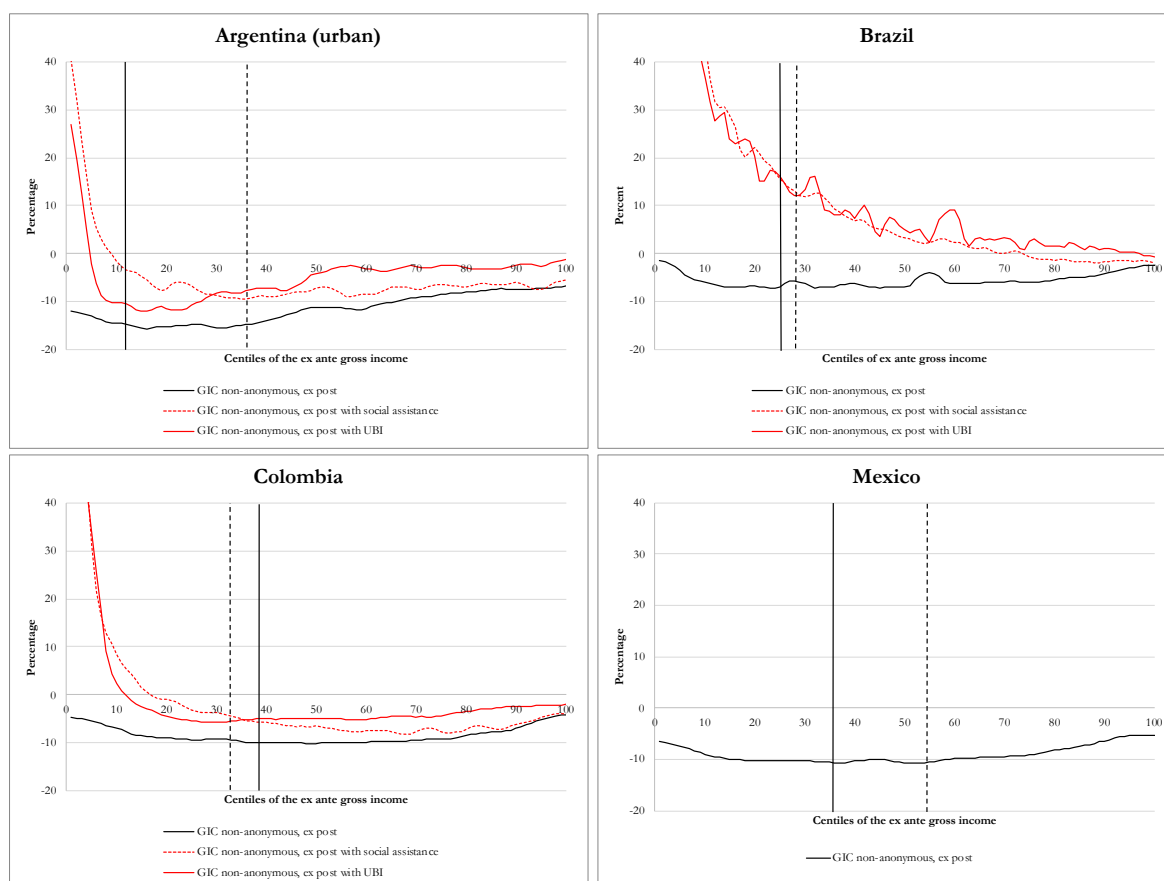 Argentina (urban)
40
30
20
10
0
-10
-20
Percentage
0 10 20 30 40 50 60 70 80 90 100
Centiles of the ex ante gross income
GIC non-anonymous, ex post
GIC non-anonymous, ex post with social assistance
GIC non-anonymous, ex post with UBI
Brazil
40
30
20
10
0
-10
-20
Percent
0 10 20 30 40 50 60 70 80 90 100
Centiles of ex ante gross income
GIC non-anonymous, ex post
GIC non-anonymous, ex post with social assistance
GIC non-anonymous, ex post with UBI
Colombia
40
30
20
10
0
-10
-20
Percentage
0 10 20 30 40 50 60 70 80 90 100
Centiles of the ex ante gross income
GIC non-anonymous, ex post
GIC non-anonymous, ex post with social assistance
GIC non-anonymous, ex post with UBI
Mexico
40
30
20
10
0
-10
-20
Percentage
0 10 20 30 40 50 60 70 80 90 100
Centiles of the ex ante gross income
GIC non-anonymous, ex post